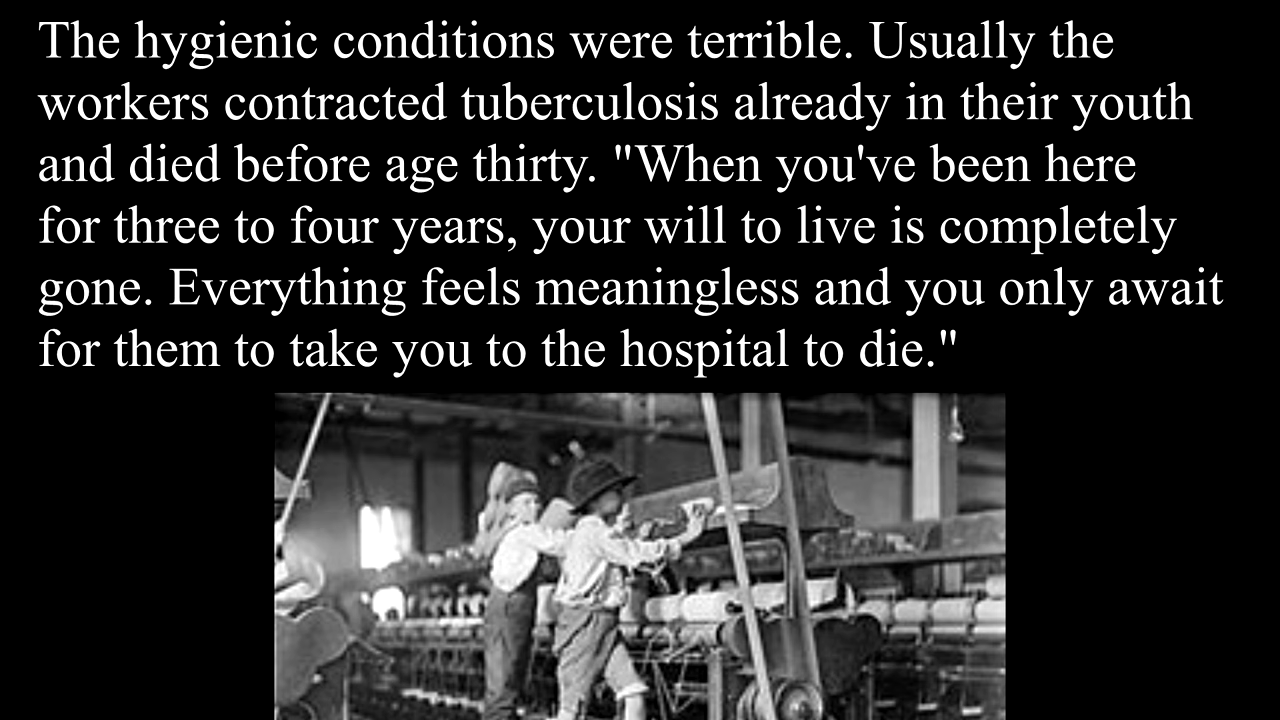 The hygienic conditions were terrible. Usually the
workers contracted tuberculosis already in their youth
and died before age thirty. "When you've been here
for three to four years, your will to live is completely
gone. Everything feels meaningless and you only await
for them to take you to the hospital to die."